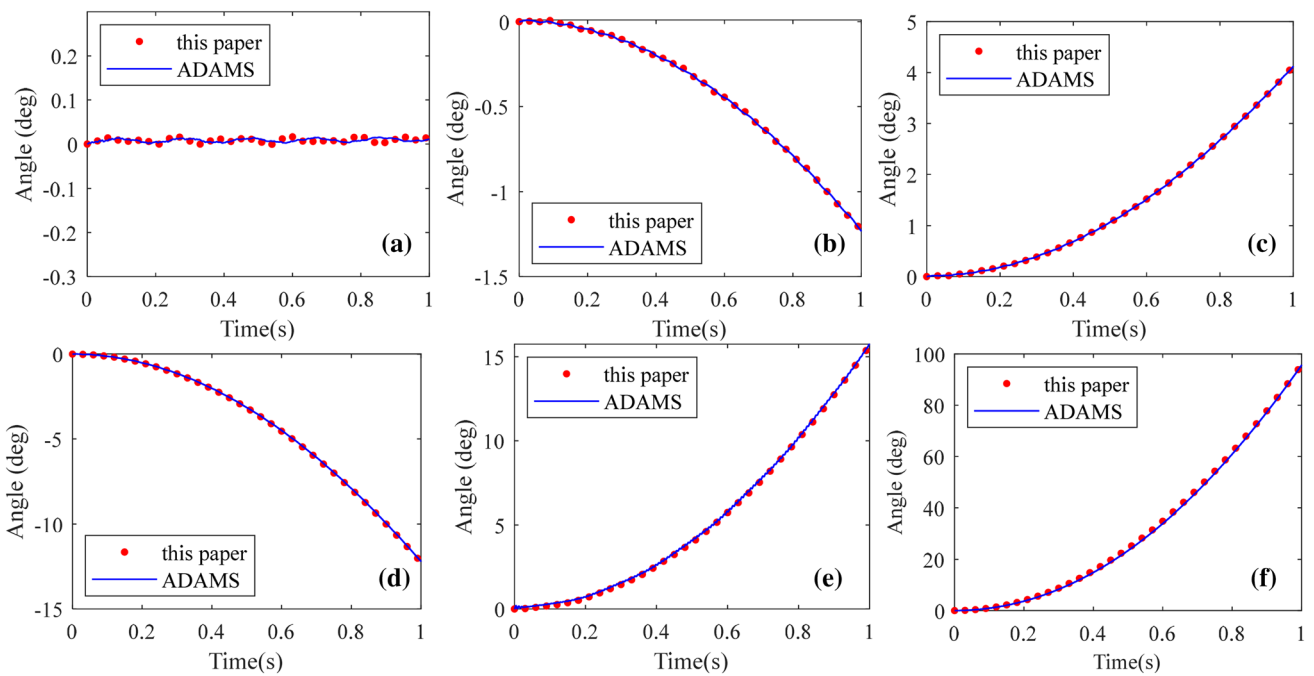 0.3
0.2
0.1
0
-0.1
-0.2
-0.3
Angle (deg)
this paper
ADAMS
(a)
0 0.2 0.4 0.6 0.8 1
Time(s)
0
-0.5
-1
-1.5
Angle (deg)
this paper
ADAMS
(b)
0 0.2 0.4 0.6 0.8 1
Time(s)
5
4
3
2
1
0
Angle (deg)
this paper
ADAMS
(c)
0 0.2 0.4 0.6 0.8 1
Time(s)
0
-5
-10
-15
Angle (deg)
this paper
ADAMS
(d)
0 0.2 0.4 0.6 0.8 1
Time(s)
15
10
5
0
Angle (deg)
this paper
ADAMS
(e)
0 0.2 0.4 0.6 0.8 1
Time(s)
100
80
60
40
20
0
Angle (deg)
this paper
ADAMS
(f)
0 0.2 0.4 0.6 0.8 1
Time(s)